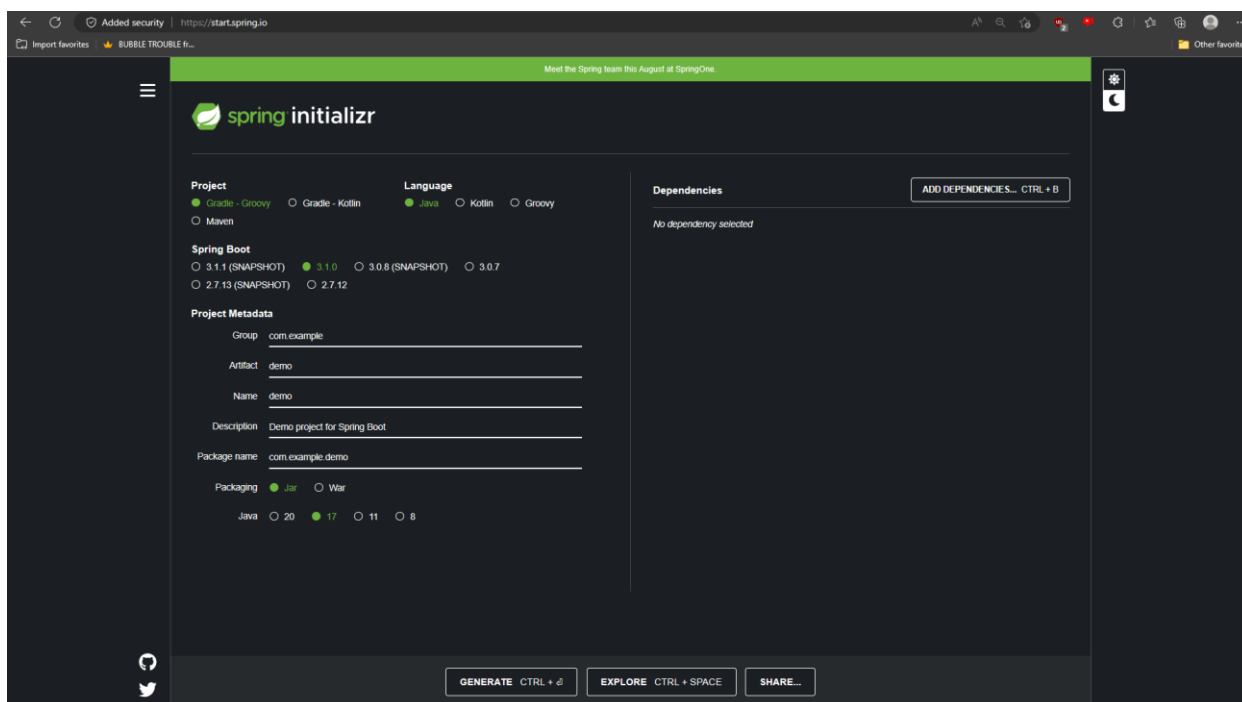 Added security https://start.spring.io
2
Import favorites BUBBLE TROUBLE fr... Other favorite
Meet the Spring team this August at SpringOne.
spring initializr
Project Language
Gradle - Groovy Gradle - Kotlin Java Kotlin Groovy
Maven
Spring Boot
3.1.1 (SNAPSHOT) 3.1.0 3.0.8 (SNAPSHOT) 3.0.7
2.7.13 (SNAPSHOT) 2.7.12
Project Metadata
Group com.example
Artifact demo
Name demo
Description Demo project for Spring Boot
Package name com.example.demo
Packaging Jar War
Java 20 17 11 8
Dependencies ADD DEPENDENCIES... CTRL + B
No dependency selected
GENERATE CTRL + ⏎ EXPLORE CTRL + SPACE SHARE...